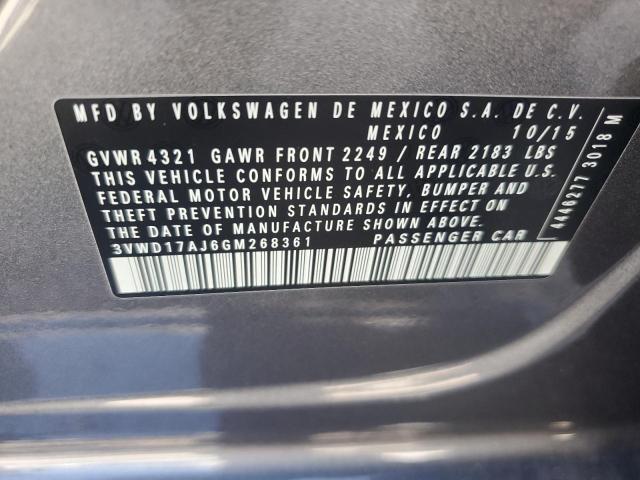 MFD BY VOLKSWAGEN DE MEXICO S.A. DE C.V.
MEXICO 10/15
GVWR 4321 GAWR FRONT 2249 / REAR 2183 LBS
THIS VEHICLE CONFORMS TO ALL APPLICABLE U.S.
FEDERAL MOTOR VEHICLE SAFETY, BUMPER AND
THEFT PREVENTION STANDARDS IN EFFECT ON
THE DATE OF MANUFACTURE SHOWN ABOVE.
3VWD17AJ6GM268361 PASSENGER CAR
4446277 3018 M